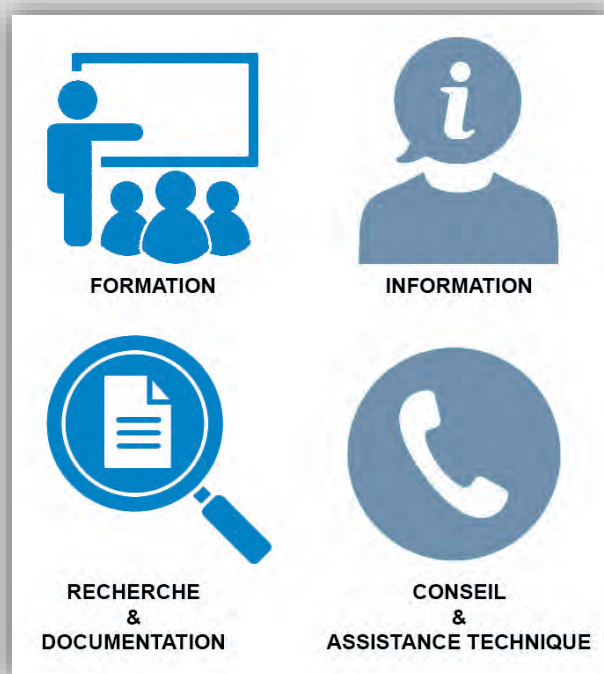 FORMATION
INFORMATION
RECHERCHE
&
DOCUMENTATION
CONSEIL
&
ASSISTANCE TECHNIQUE